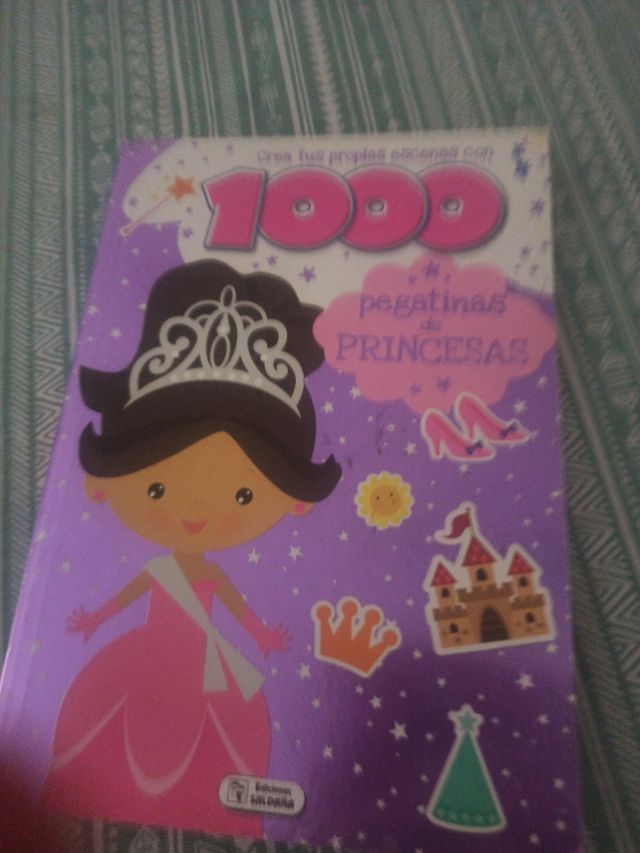 Crea tus propias escenas con
1000
pegatinas
de
PRINCESAS
Ediciones
SALDAÑA